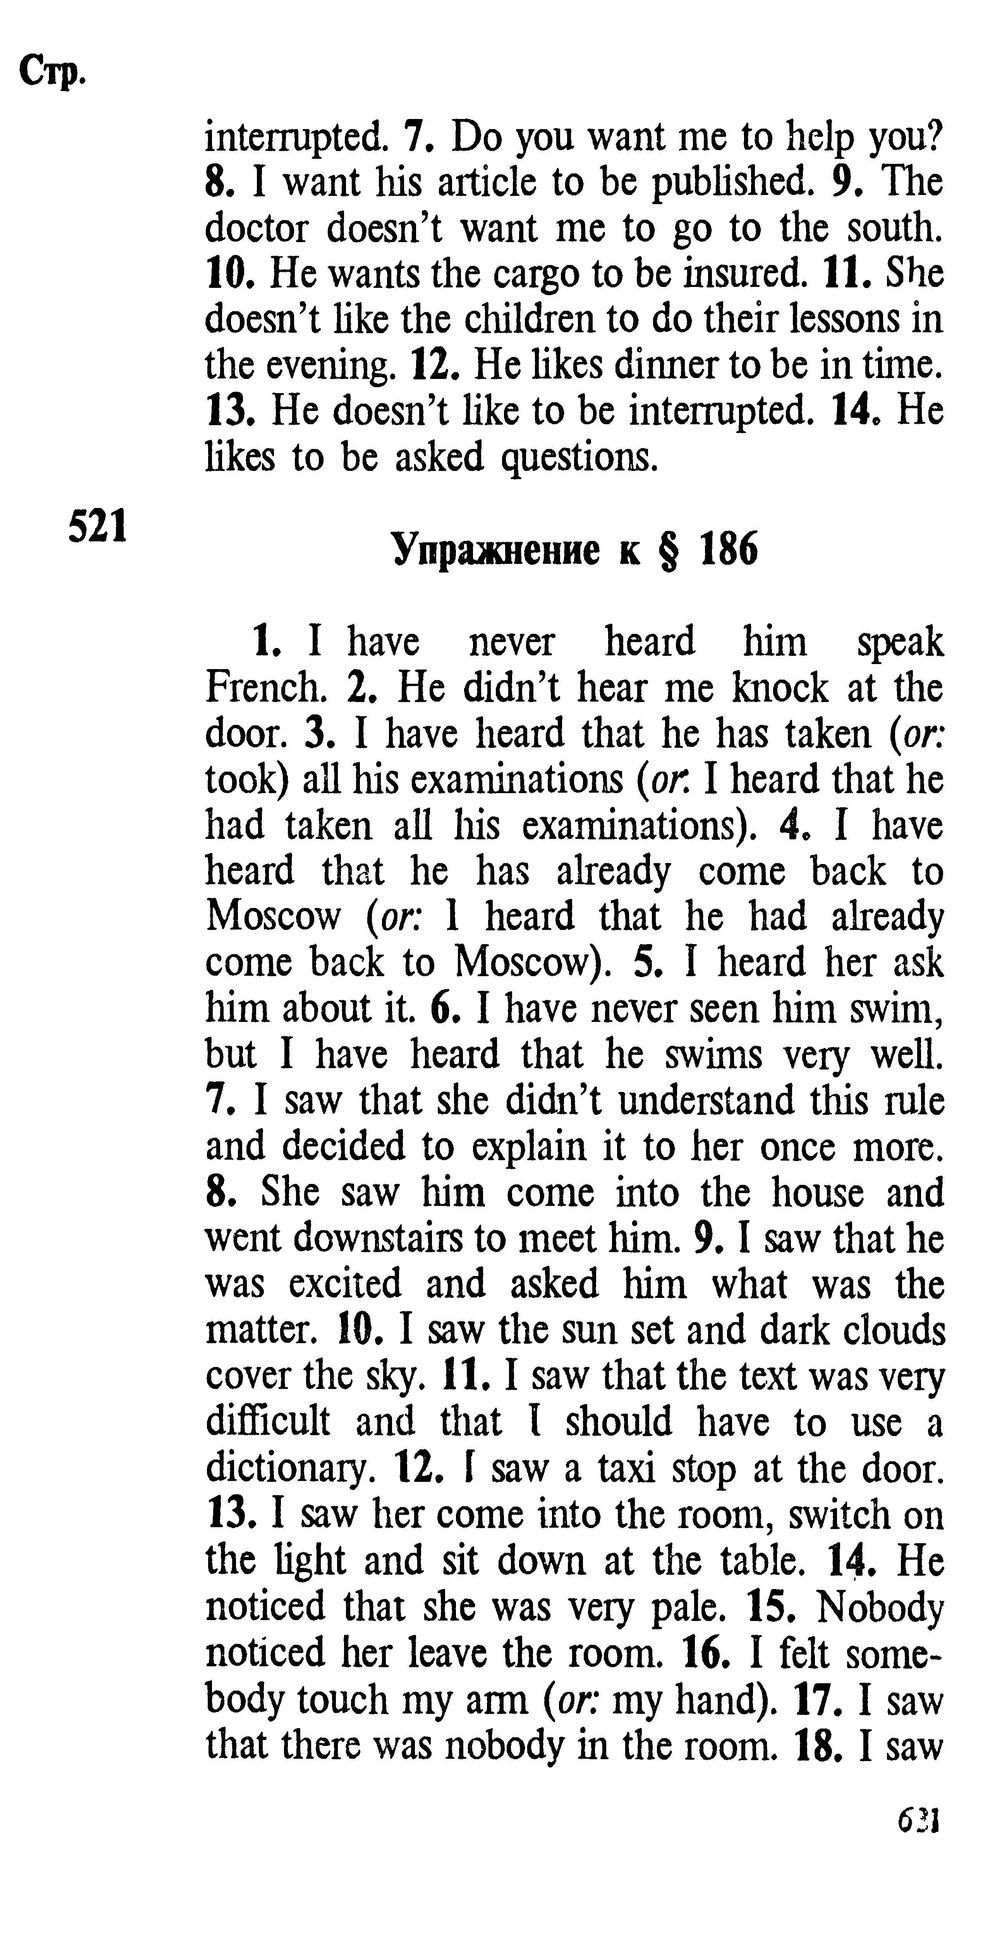 Стр.
interrupted. 7. Do you want me to help you?
8. I want his article to be published. 9. The
doctor doesn't want me to go to the south.
10. He wants the cargo to be insured. 11. She
doesn't like the children to do their lessons in
the evening. 12. He likes dinner to be in time.
13. He doesn't like to be interrupted. 14. He
likes to be asked questions.
521
Упражнение к § 186
1. I have never heard him speak
French. 2. He didn't hear me knock at the
door. 3. I have heard that he has taken (or:
took) all his examinations (or: I heard that he
had taken all his examinations). 4. I have
heard that he has already come back to
Moscow (or: I heard that he had already
come back to Moscow). 5. I heard her ask
him about it. 6. I have never seen him swim,
but I have heard that he swims very well.
7. I saw that she didn't understand this rule
and decided to explain it to her once more.
8. She saw him come into the house and
went downstairs to meet him. 9. I saw that he
was excited and asked him what was the
matter. 10. I saw the sun set and dark clouds
cover the sky. 11. I saw that the text was very
difficult and that I should have to use a
dictionary. 12. I saw a taxi stop at the door.
13. I saw her come into the room, switch on
the light and sit down at the table. 14. He
noticed that she was very pale. 15. Nobody
noticed her leave the room. 16. I felt some-
body touch my arm (or: my hand). 17. I saw
that there was nobody in the room. 18. I saw
631